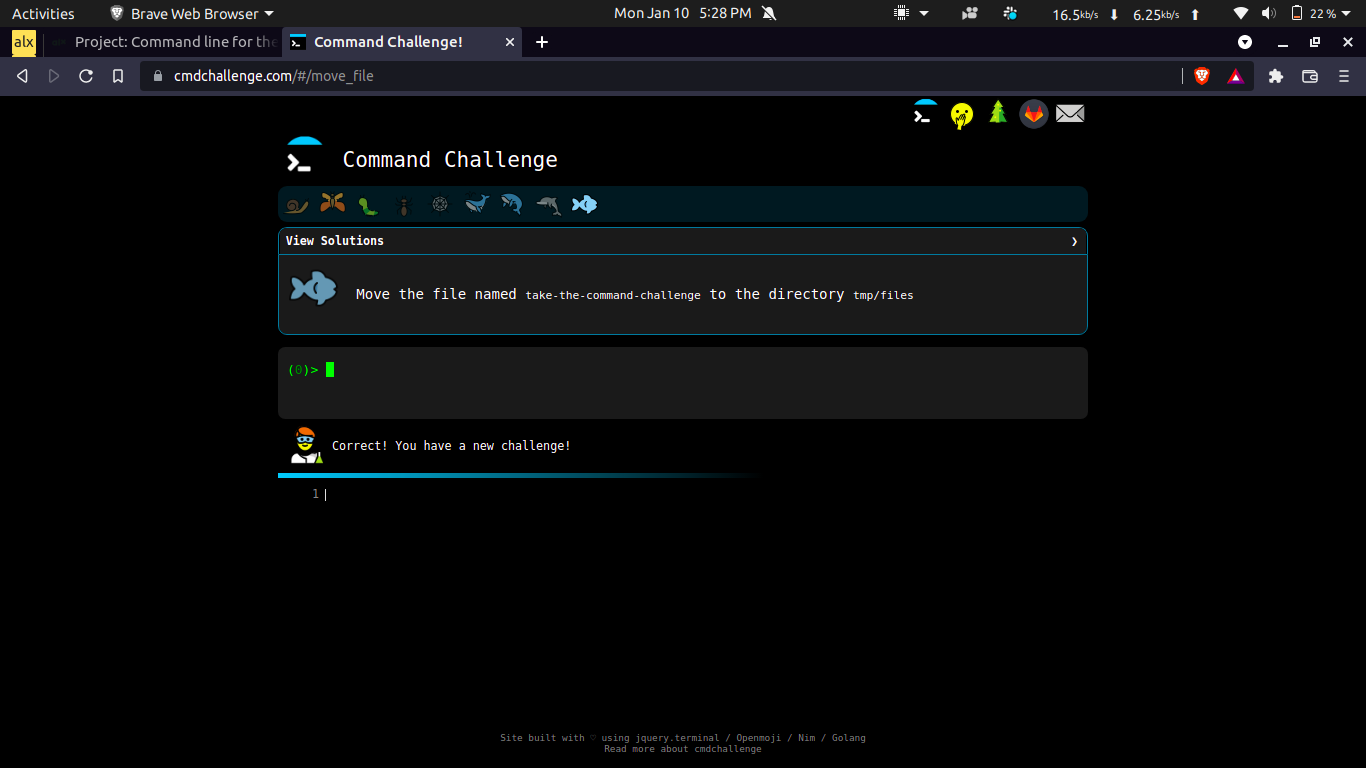 Activities Brave Web Browser Mon Jan 10 5:28 PM 16.5kb/s 6.25kb/s 22 %
alx Project: Command line for the Command Challenge!
cmdchallenge.com/#/move_file
Command Challenge
View Solutions
Move the file named take-the-command-challenge to the directory tmp/files
(0)>
Correct! You have a new challenge!
1
Site built with ♡ using jquery.terminal / Openmoji / Nim / Golang
Read more about cmdchallenge